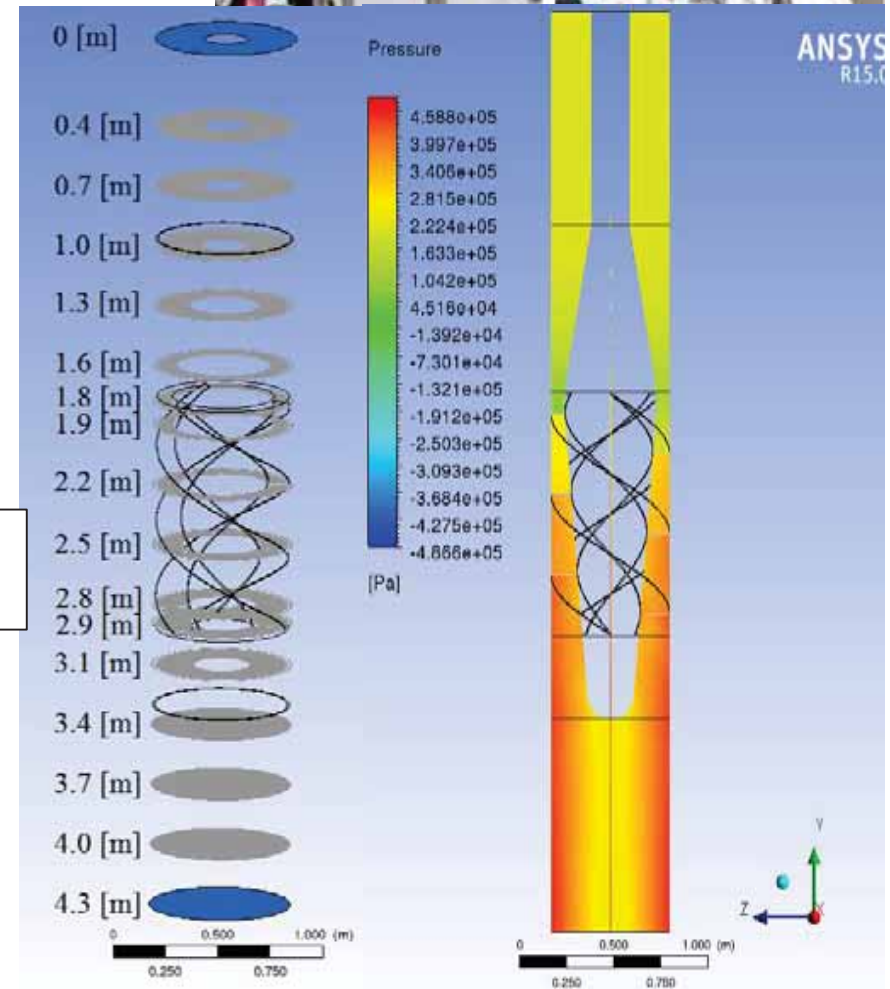 0 [m]
0.4 [m]
0.7 [m]
1.0 [m]
1.3 [m]
1.6 [m]
1.8 [m]
1.9 [m]
2.2 [m]
2.5 [m]
2.8 [m]
2.9 [m]
3.1 [m]
3.4 [m]
3.7 [m]
4.0 [m]
4.3 [m]
0 0.500 1.000 (m)
0.250 0.750
Pressure
4.588e+05
3.997e+05
3.406e+05
2.815e+05
2.224e+05
1.633e+05
1.042e+05
4.516e+04
-1.392e+04
-7.301e+04
-1.321e+05
-1.912e+05
-2.503e+05
-3.093e+05
-3.684e+05
-4.275e+05
-4.866e+05
[Pa]
ANSYS
R15.0
Y
Z
X
0 0.500 1.000 (m)
0.250 0.750